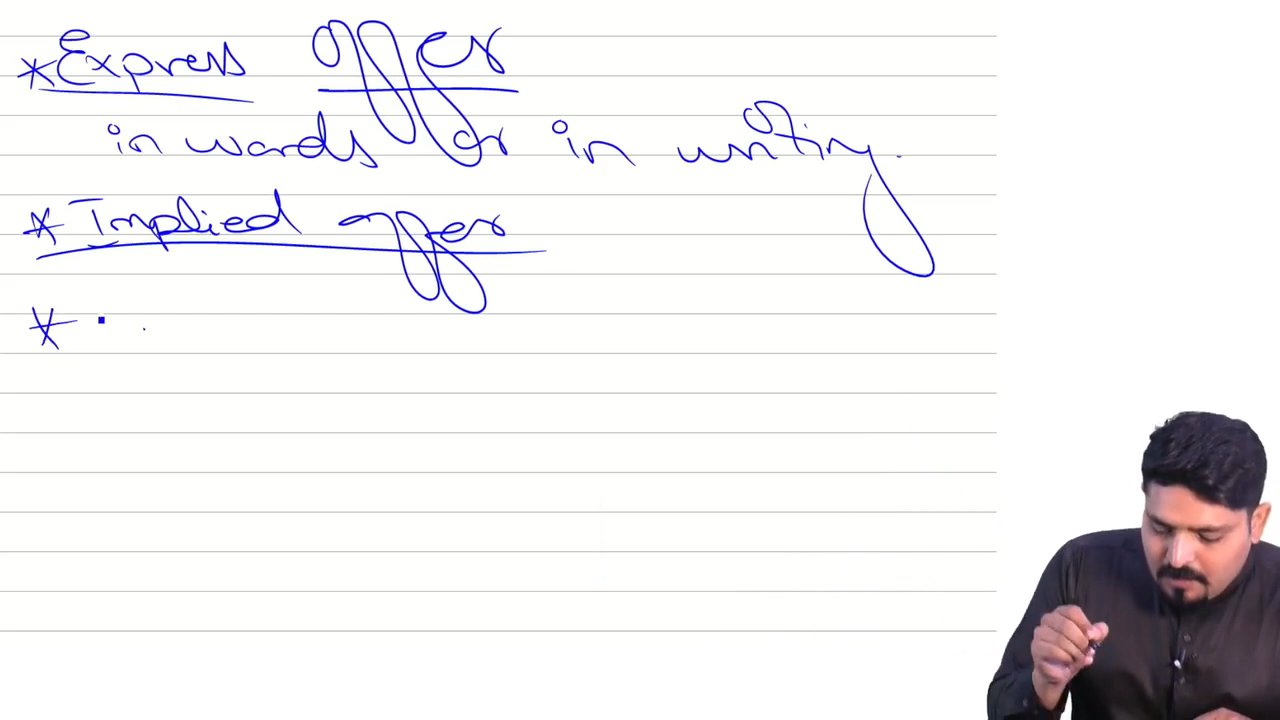 * Express offer
in words or in writing.
* Implied offer
*